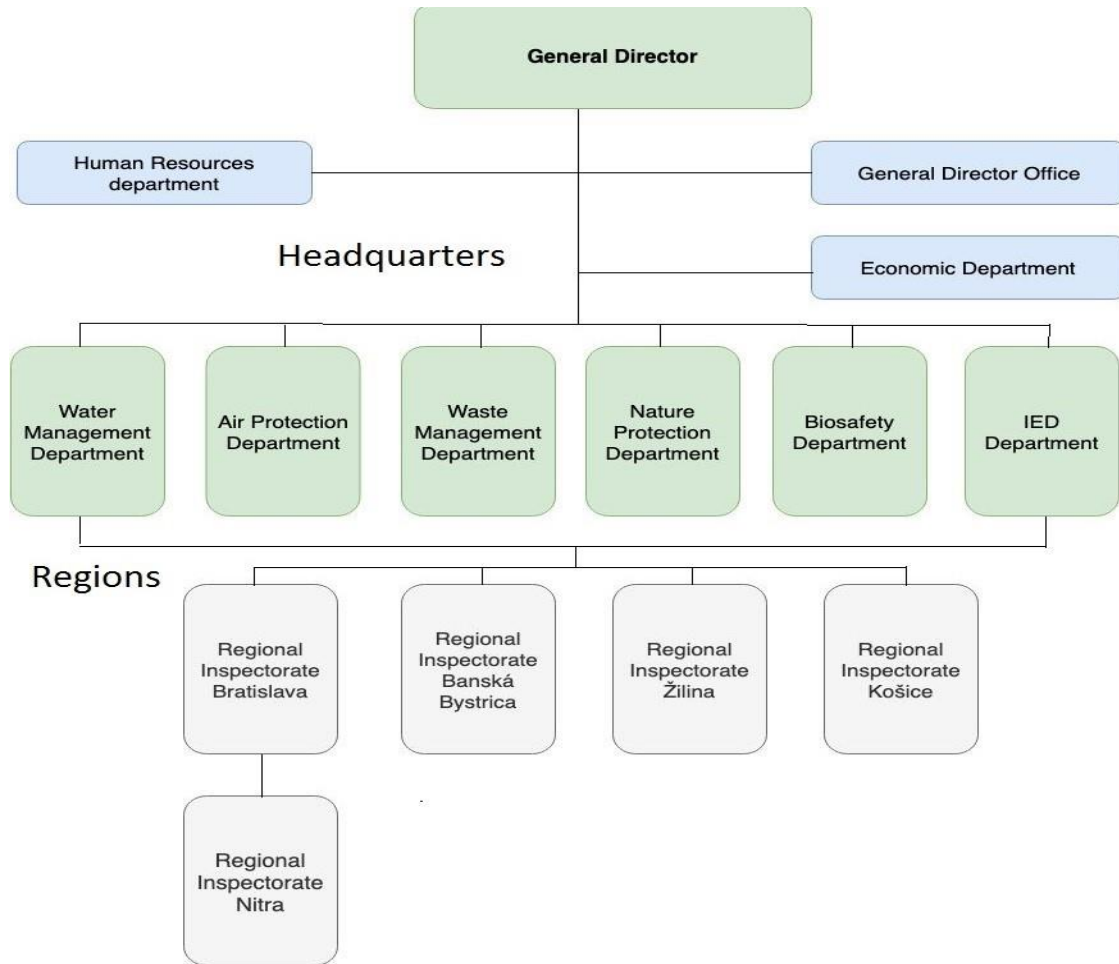 General Director
Human Resources
department
General Director Office
Headquarters
Economic Department
Water
Management
Department
Air Protection
Department
Waste
Management
Department
Nature
Protection
Department
Biosafety
Department
IED
Department
Regions
Regional
Inspectorate
Bratislava
Regional
Inspectorate
Banská
Bystrica
Regional
Inspectorate
Žilina
Regional
Inspectorate
Košice
Regional
Inspectorate
Nitra